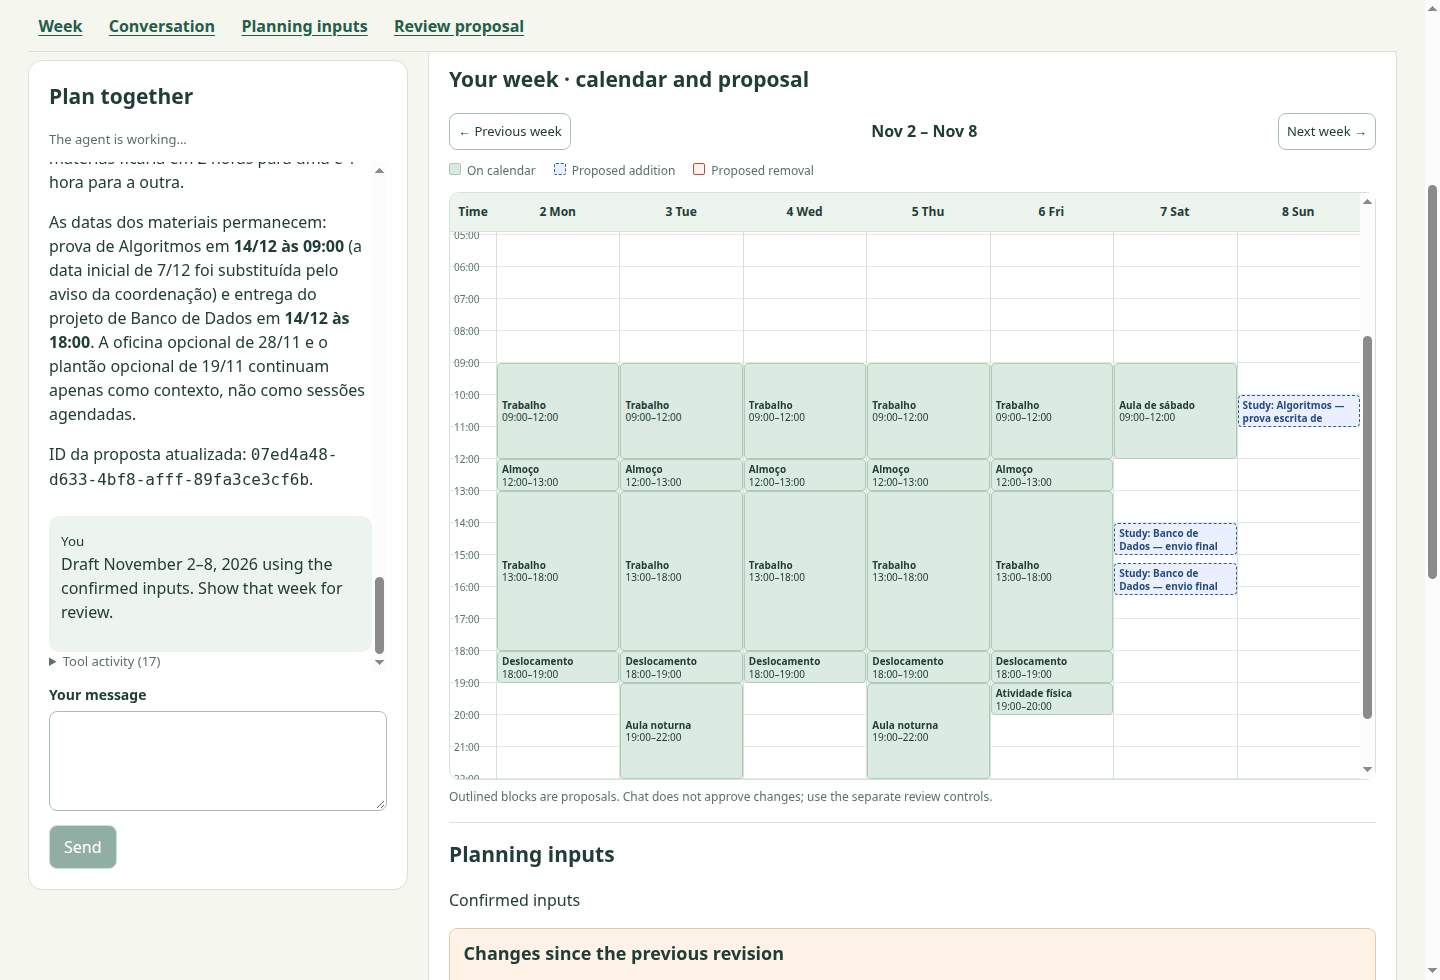 Week Conversation Planning inputs Review proposal
Plan together
The agent is working...
materiais ficaria em 2 horas para uma e 1
hora para a outra.
As datas dos materiais permanecem:
prova de Algoritmos em 14/12 às 09:00 (a
data inicial de 7/12 foi substituída pelo
aviso da coordenação) e entrega do
projeto de Banco de Dados em 14/12 às
18:00. A oficina opcional de 28/11 e o
plantão opcional de 19/11 continuam
apenas como contexto, não como sessões
agendadas.
ID da proposta atualizada: 07ed4a48-
d633-4bf8-afff-89fa3ce3cf6b.
You
Draft November 2–8, 2026 using the
confirmed inputs. Show that week for
review.
▶ Tool activity (17)
Your message
Send
Your week · calendar and proposal
← Previous week
Nov 2 – Nov 8
Next week →
On calendar Proposed addition Proposed removal
Time 2 Mon 3 Tue 4 Wed 5 Thu 6 Fri 7 Sat 8 Sun
05:00
06:00
07:00
08:00
09:00
10:00
Trabalho Trabalho Trabalho Trabalho Trabalho Aula de sábado Study: Algoritmos —
09:00–12:00 09:00–12:00 09:00–12:00 09:00–12:00 09:00–12:00 09:00–12:00 prova escrita de
11:00
12:00
Almoço Almoço Almoço Almoço Almoço
12:00–13:00 12:00–13:00 12:00–13:00 12:00–13:00 12:00–13:00
13:00
14:00
Study: Banco de
Dados — envio final
15:00
Trabalho Trabalho Trabalho Trabalho Trabalho Study: Banco de
13:00–18:00 13:00–18:00 13:00–18:00 13:00–18:00 13:00–18:00 Dados — envio final
16:00
17:00
18:00
Deslocamento Deslocamento Deslocamento Deslocamento Deslocamento
18:00–19:00 18:00–19:00 18:00–19:00 18:00–19:00 18:00–19:00
19:00
Atividade física
19:00–20:00
20:00
Aula noturna Aula noturna
19:00–22:00 19:00–22:00
21:00
22:00
Outlined blocks are proposals. Chat does not approve changes; use the separate review controls.
Planning inputs
Confirmed inputs
Changes since the previous revision